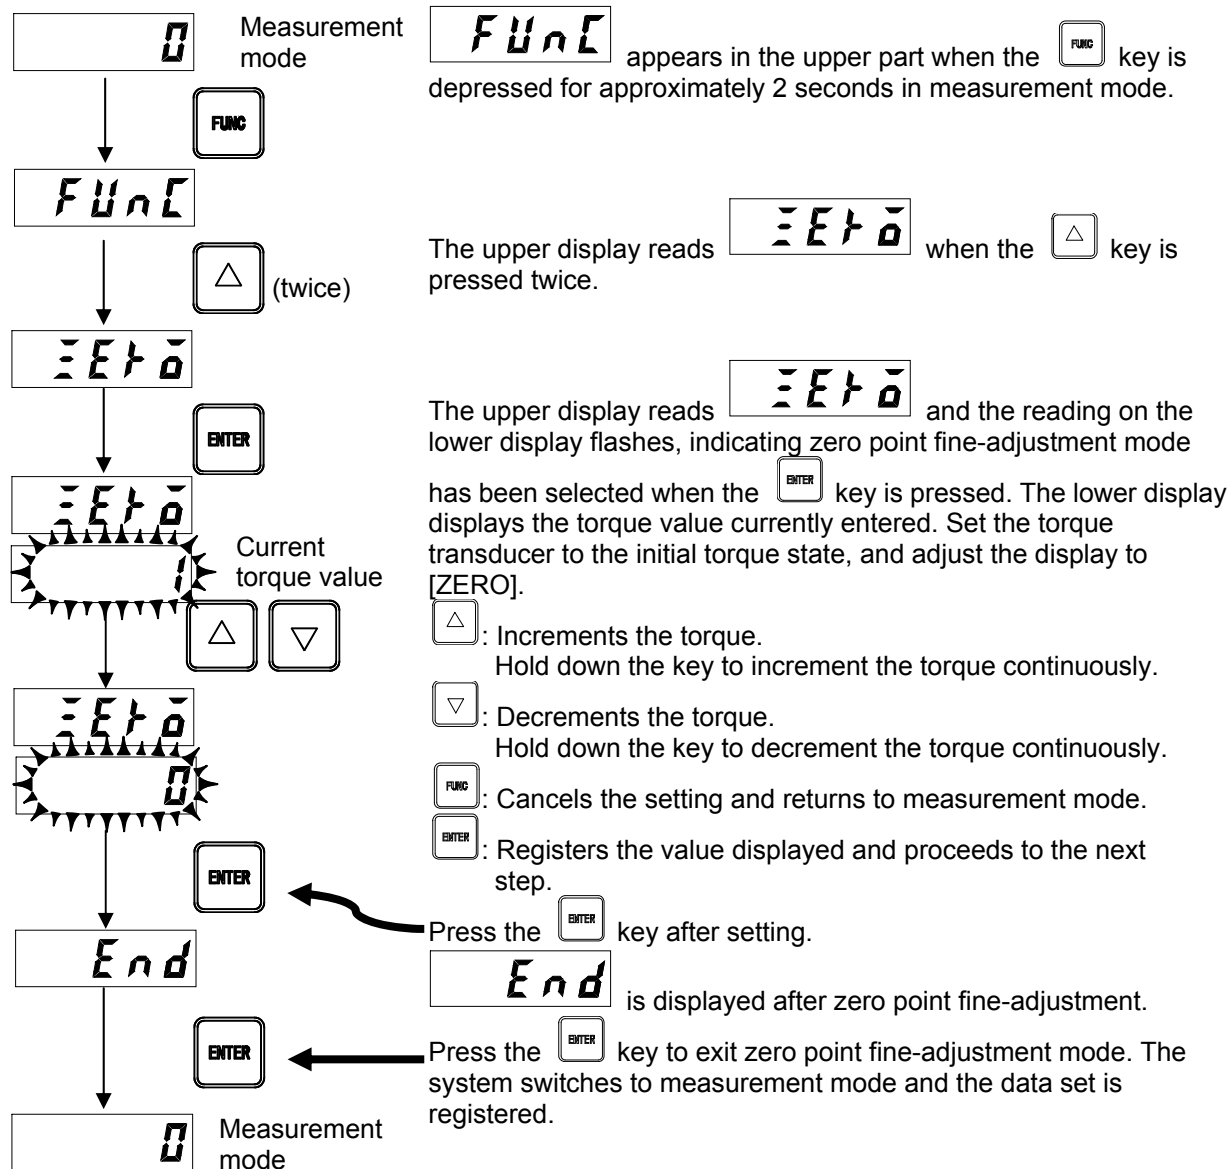 0 Measurement
mode
FUNC
FUnC
(twice)
ZEro
ENTER
ZEro
1
Current
torque value
ZEro
0
ENTER
End
ENTER
0 Measurement
mode
FUnC appears in the upper part when the FUNC key is
depressed for approximately 2 seconds in measurement mode.
The upper display reads ZEro when the △ key is
pressed twice.
The upper display reads ZEro and the reading on the
lower display flashes, indicating zero point fine-adjustment mode
has been selected when the ENTER key is pressed. The lower display
displays the torque value currently entered. Set the torque
transducer to the initial torque state, and adjust the display to
[ZERO].
△: Increments the torque.
Hold down the key to increment the torque continuously.
▽: Decrements the torque.
Hold down the key to decrement the torque continuously.
FUNC: Cancels the setting and returns to measurement mode.
ENTER: Registers the value displayed and proceeds to the next
step.
Press the ENTER key after setting.
End is displayed after zero point fine-adjustment.
Press the ENTER key to exit zero point fine-adjustment mode. The
system switches to measurement mode and the data set is
registered.